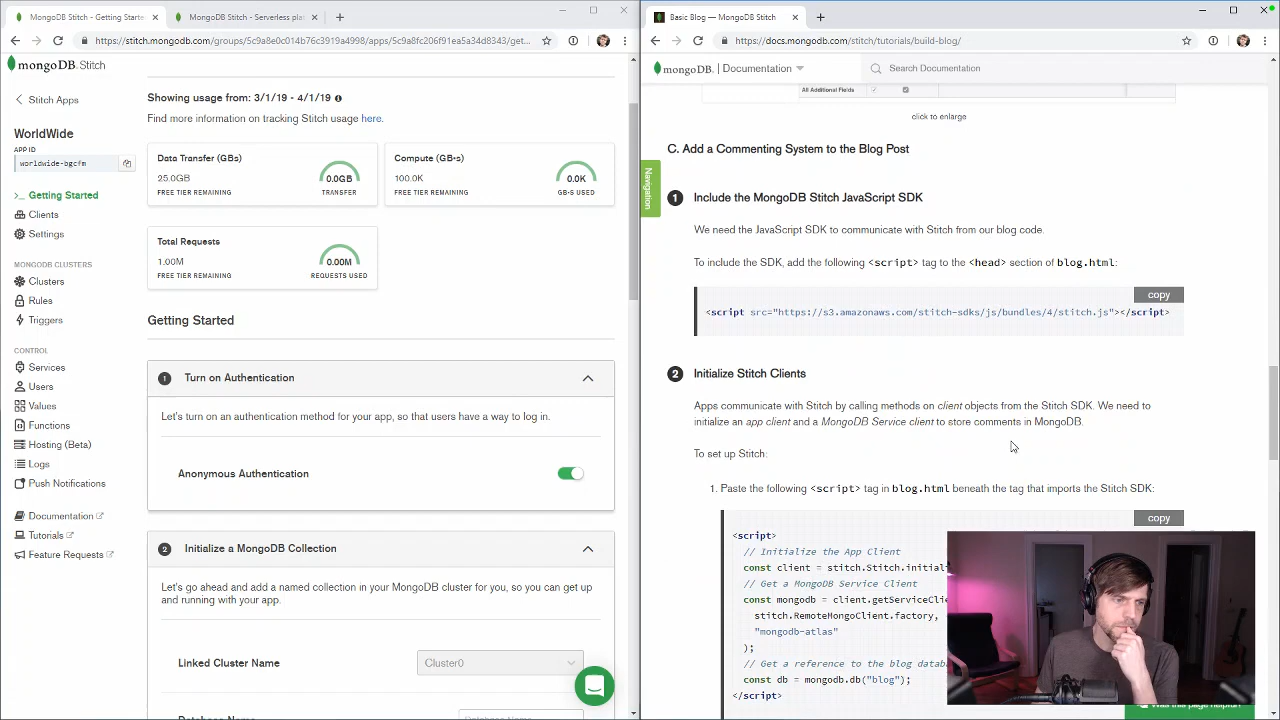 MongoDB Stitch - Getting Starte
MongoDB Stitch - Serverless pla
https://stitch.mongodb.com/groups/5c9a8e0c014b76c3919a4998/apps/5c9a8fc206f91ea5a34d8343/get...
mongoDB. Stitch
Stitch Apps
WorldWide
APP ID
worldwide-bgcfm
Getting Started
Clients
Settings
MONGODB CLUSTERS
Clusters
Rules
Triggers
CONTROL
Services
Users
Values
Functions
Hosting (Beta)
Logs
Push Notifications
Documentation
Tutorials
Feature Requests
Showing usage from: 3/1/19 - 4/1/19
Find more information on tracking Stitch usage here.
Data Transfer (GBs)
25.0GB
FREE TIER REMAINING
0.0GB
TRANSFER
Compute (GB-s)
100.0K
FREE TIER REMAINING
0.0K
GB-S USED
Total Requests
1.00M
FREE TIER REMAINING
0.00M
REQUESTS USED
Getting Started
1 Turn on Authentication
Let's turn on an authentication method for your app, so that users have a way to log in.
Anonymous Authentication
2 Initialize a MongoDB Collection
Let's go ahead and add a named collection in your MongoDB cluster for you, so you can get up
and running with your app.
Linked Cluster Name
Cluster0
Database Name
Basic Blog — MongoDB Stitch
https://docs.mongodb.com/stitch/tutorials/build-blog/
mongoDB. | Documentation
Search Documentation
Navigation
All Additional Fields
click to enlarge
C. Add a Commenting System to the Blog Post
1 Include the MongoDB Stitch JavaScript SDK
We need the JavaScript SDK to communicate with Stitch from our blog code.
To include the SDK, add the following <script> tag to the <head> section of blog.html:
copy
<script src="https://s3.amazonaws.com/stitch-sdks/js/bundles/4/stitch.js"></script>
2 Initialize Stitch Clients
Apps communicate with Stitch by calling methods on client objects from the Stitch SDK. We need to
initialize an app client and a MongoDB Service client to store comments in MongoDB.
To set up Stitch:
1. Paste the following <script> tag in blog.html beneath the tag that imports the Stitch SDK:
copy
<script>
// Initialize the App Client
const client = stitch.Stitch.initial
// Get a MongoDB Service Client
const mongodb = client.getServiceClie
stitch.RemoteMongoClient.factory,
"mongodb-atlas"
);
// Get a reference to the blog databa
const db = mongodb.db("blog");
</script>
Was this page helpful?